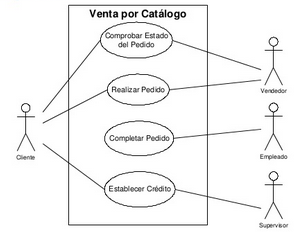 Venta por Catálogo
Comprobar Estado
del Pedido
Realizar Pedido
Vendedor
Completar Pedido
Cliente
Empleado
Establecer Crédito
Supervisor